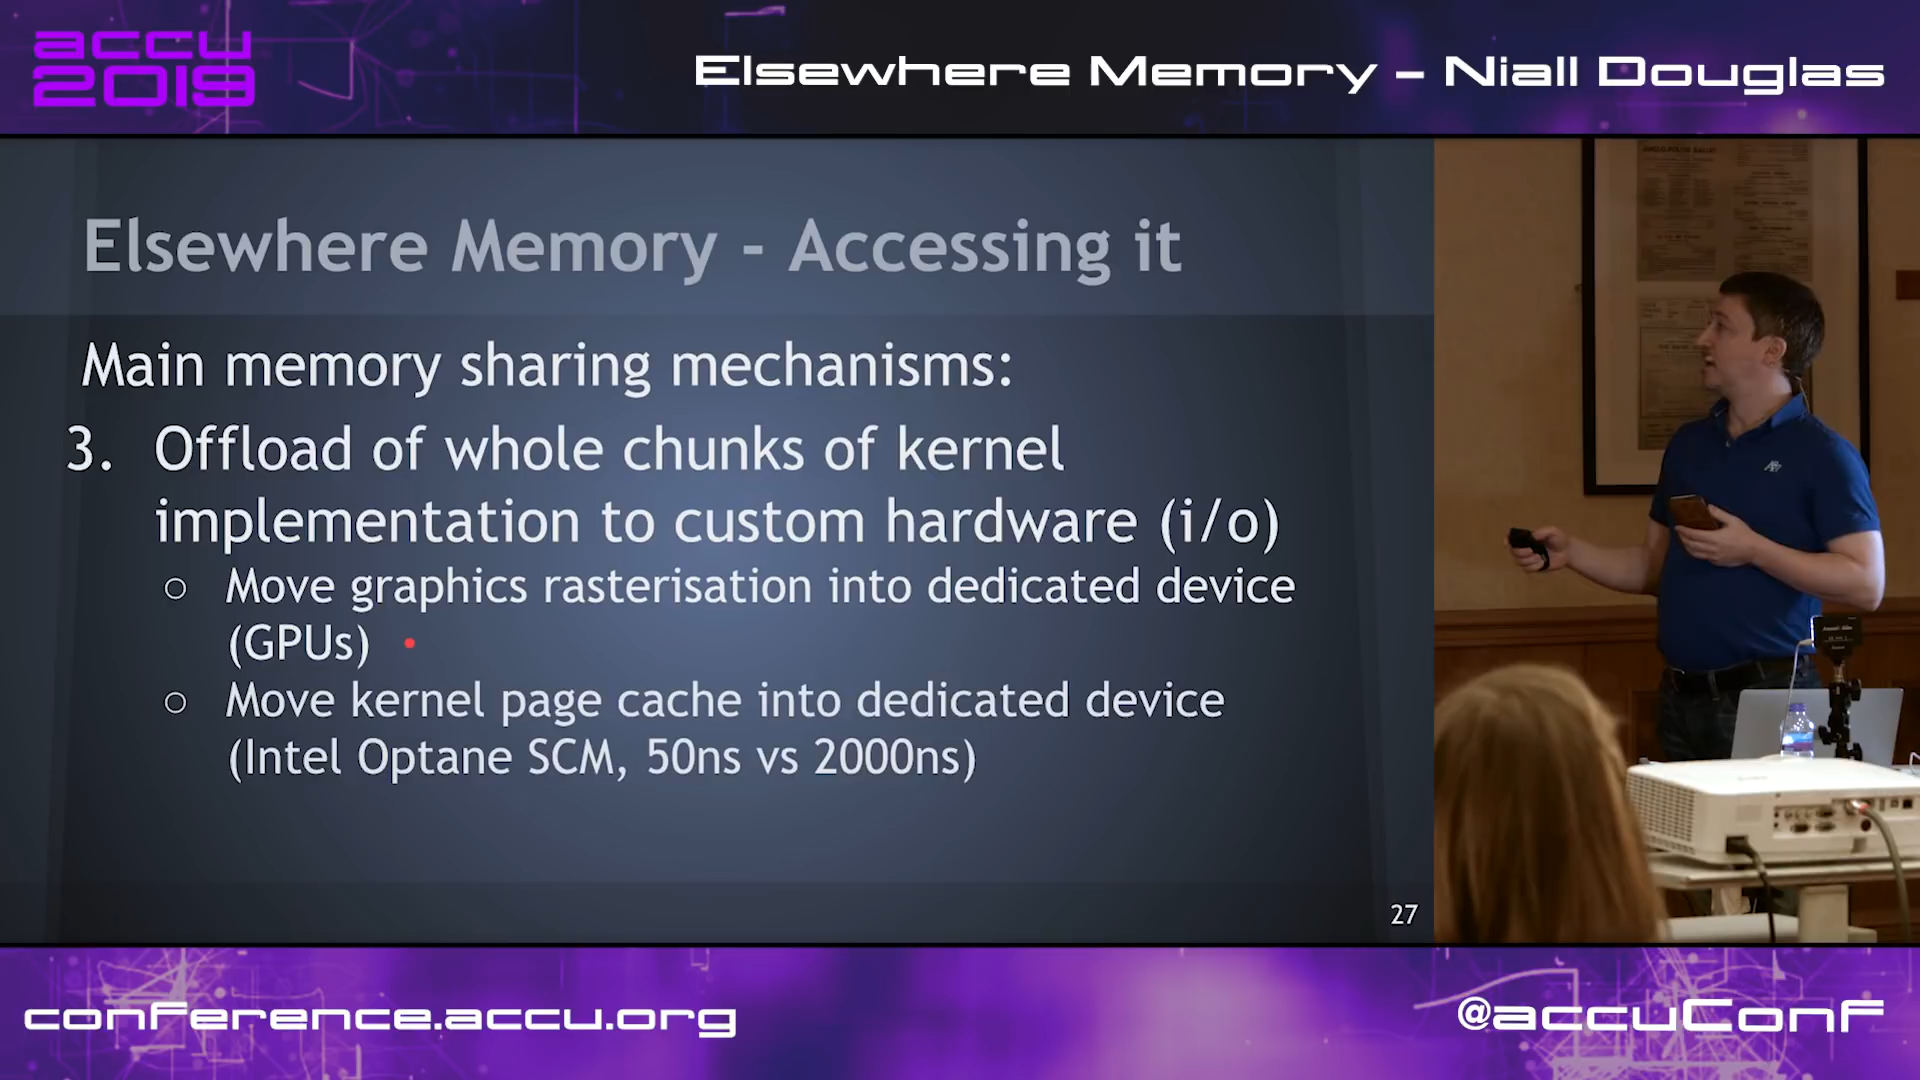 accu
2019
Elsewhere Memory – Niall Douglas
Elsewhere Memory - Accessing it
Main memory sharing mechanisms:
3. Offload of whole chunks of kernel
implementation to custom hardware (i/o)
○ Move graphics rasterisation into dedicated device
(GPUs)
○ Move kernel page cache into dedicated device
(Intel Optane SCM, 50ns vs 2000ns)
27
conference.accu.org
@accuConf